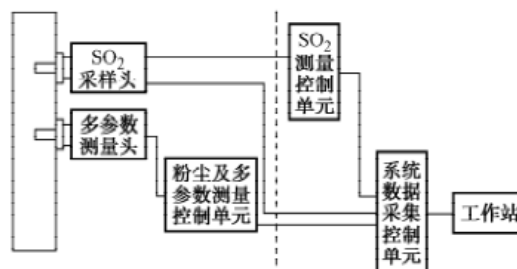 SO2
采样头
多参数
测量头
粉尘及多
参数测量
控制单元
SO2
测量
控制
单元
系统
数据
采集
控制
单元
工作站